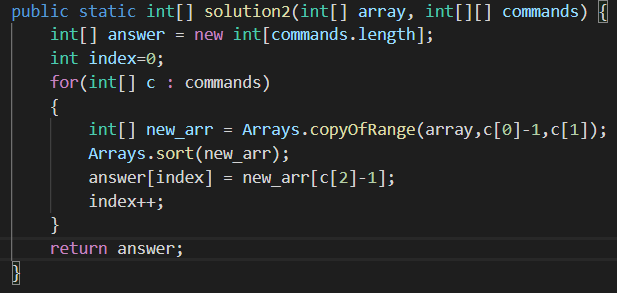 public static int[] solution2(int[] array, int[][] commands) {
    int[] answer = new int[commands.length];
    int index=0;
    for(int[] c : commands)
    {
        int[] new_arr = Arrays.copyOfRange(array,c[0]-1,c[1]);
        Arrays.sort(new_arr);
        answer[index] = new_arr[c[2]-1];
        index++;
    }
    return answer;
}